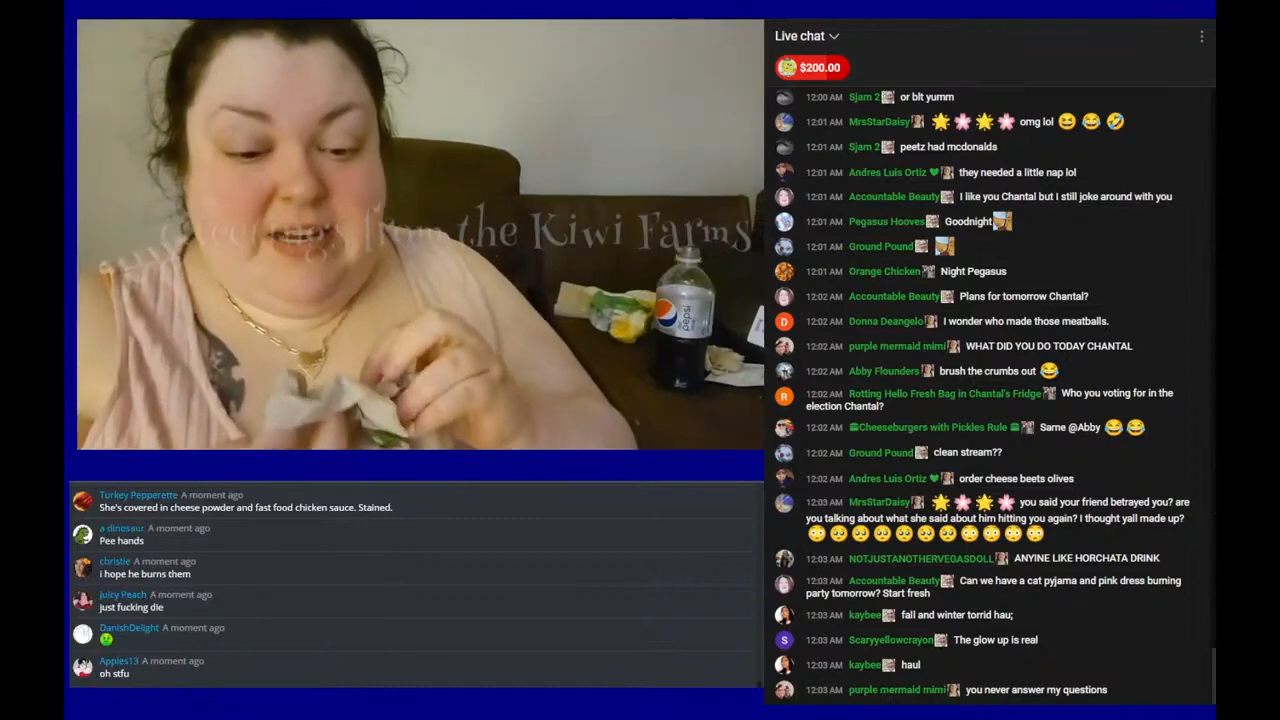 from the Kiwi Farms
pepsi
Turkey Pepperette A moment ago
She's covered in cheese powder and fast food chicken sauce. Stained.
a dinosaur A moment ago
Pee hands
christie A moment ago
i hope he burns them
Juicy Peach A moment ago
just fucking die
DanishDelight A moment ago
🤢
Apples13 A moment ago
oh stfu
Live chat
$200.00
12:00 AM Sjam 2 or blt yumm
12:01 AM MrsStarDaisy 🌟🌸🌟🌸 omg lol 😆😂🤣
12:01 AM Sjam 2 peetz had mcdonalds
12:01 AM Andres Luis Ortiz 💚 they needed a little nap lol
12:01 AM Accountable Beauty I like you Chantal but I still joke around with you
12:01 AM Pegasus Hooves Goodnight
12:01 AM Ground Pound
12:01 AM Orange Chicken Night Pegasus
12:02 AM Accountable Beauty Plans for tomorrow Chantal?
D 12:02 AM Donna Deangelo I wonder who made those meatballs.
12:02 AM purple mermaid mimi WHAT DID YOU DO TODAY CHANTAL
12:02 AM Abby Flounders brush the crumbs out 😂
R 12:02 AM Rotting Hello Fresh Bag in Chantal's Fridge Who you voting for in the
election Chantal?
12:02 AM 🍔Cheeseburgers with Pickles Rule 🍔 Same @Abby 😂😂
12:02 AM Ground Pound clean stream??
12:02 AM Andres Luis Ortiz 💚 order cheese beets olives
12:03 AM MrsStarDaisy 🌟🌸🌟🌸 you said your friend betrayed you? are
you talking about what she said about him hitting you again? I thought yall made up?
😳🥺🥺🥺🥺🥺🥺😳😳😳😳
12:03 AM NOTJUSTANOTHERVEGASDOLL ANYINE LIKE HORCHATA DRINK
12:03 AM Accountable Beauty Can we have a cat pyjama and pink dress burning
party tomorrow? Start fresh
12:03 AM kaybee fall and winter torrid hau;
S 12:03 AM Scaryyellowcrayon The glow up is real
12:03 AM kaybee haul
12:03 AM purple mermaid mimi you never answer my questions